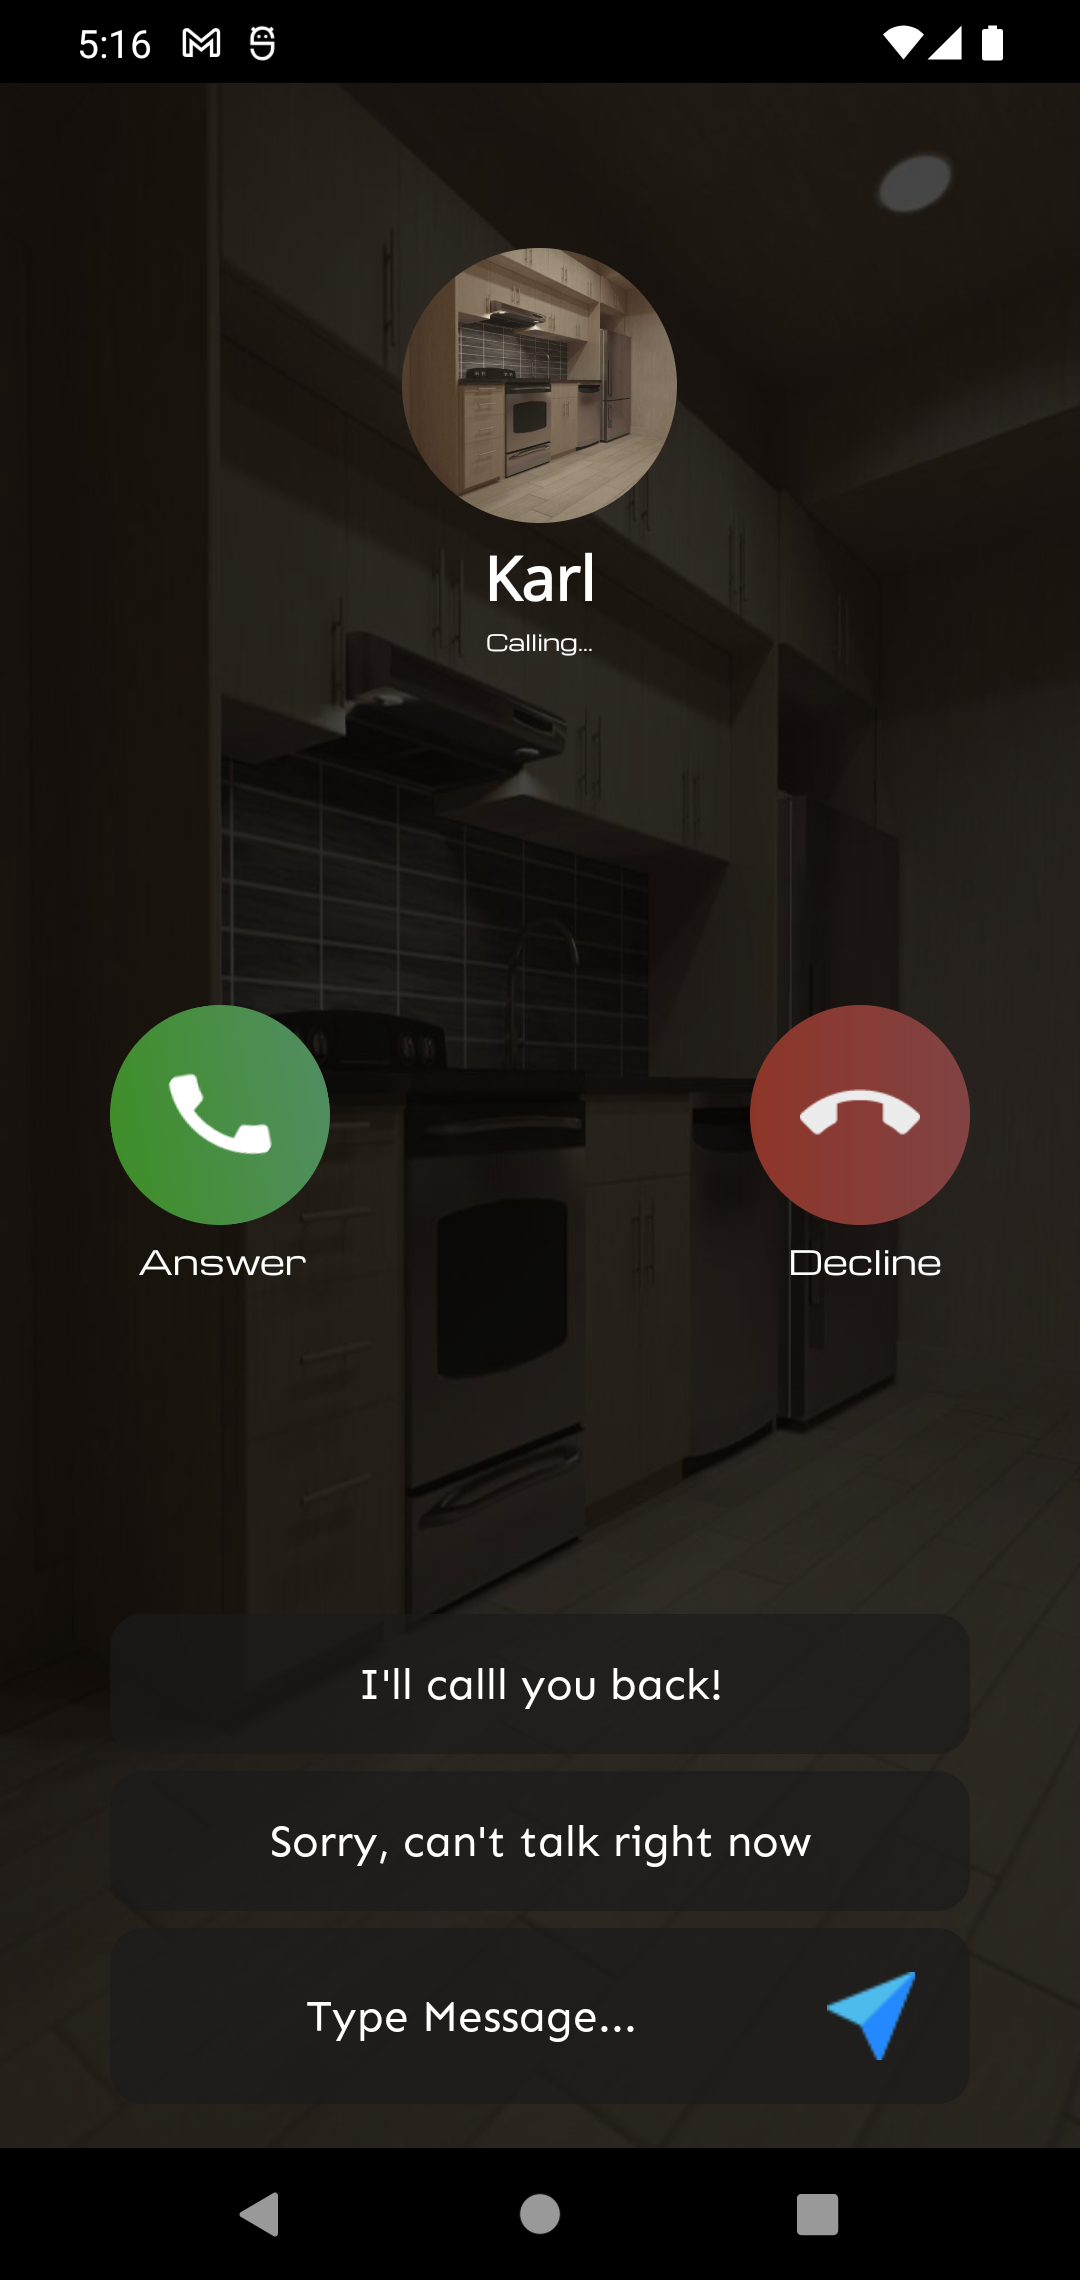 5:16
Karl
Calling...
Answer
Decline
I'll calll you back!
Sorry, can't talk right now
Type Message...